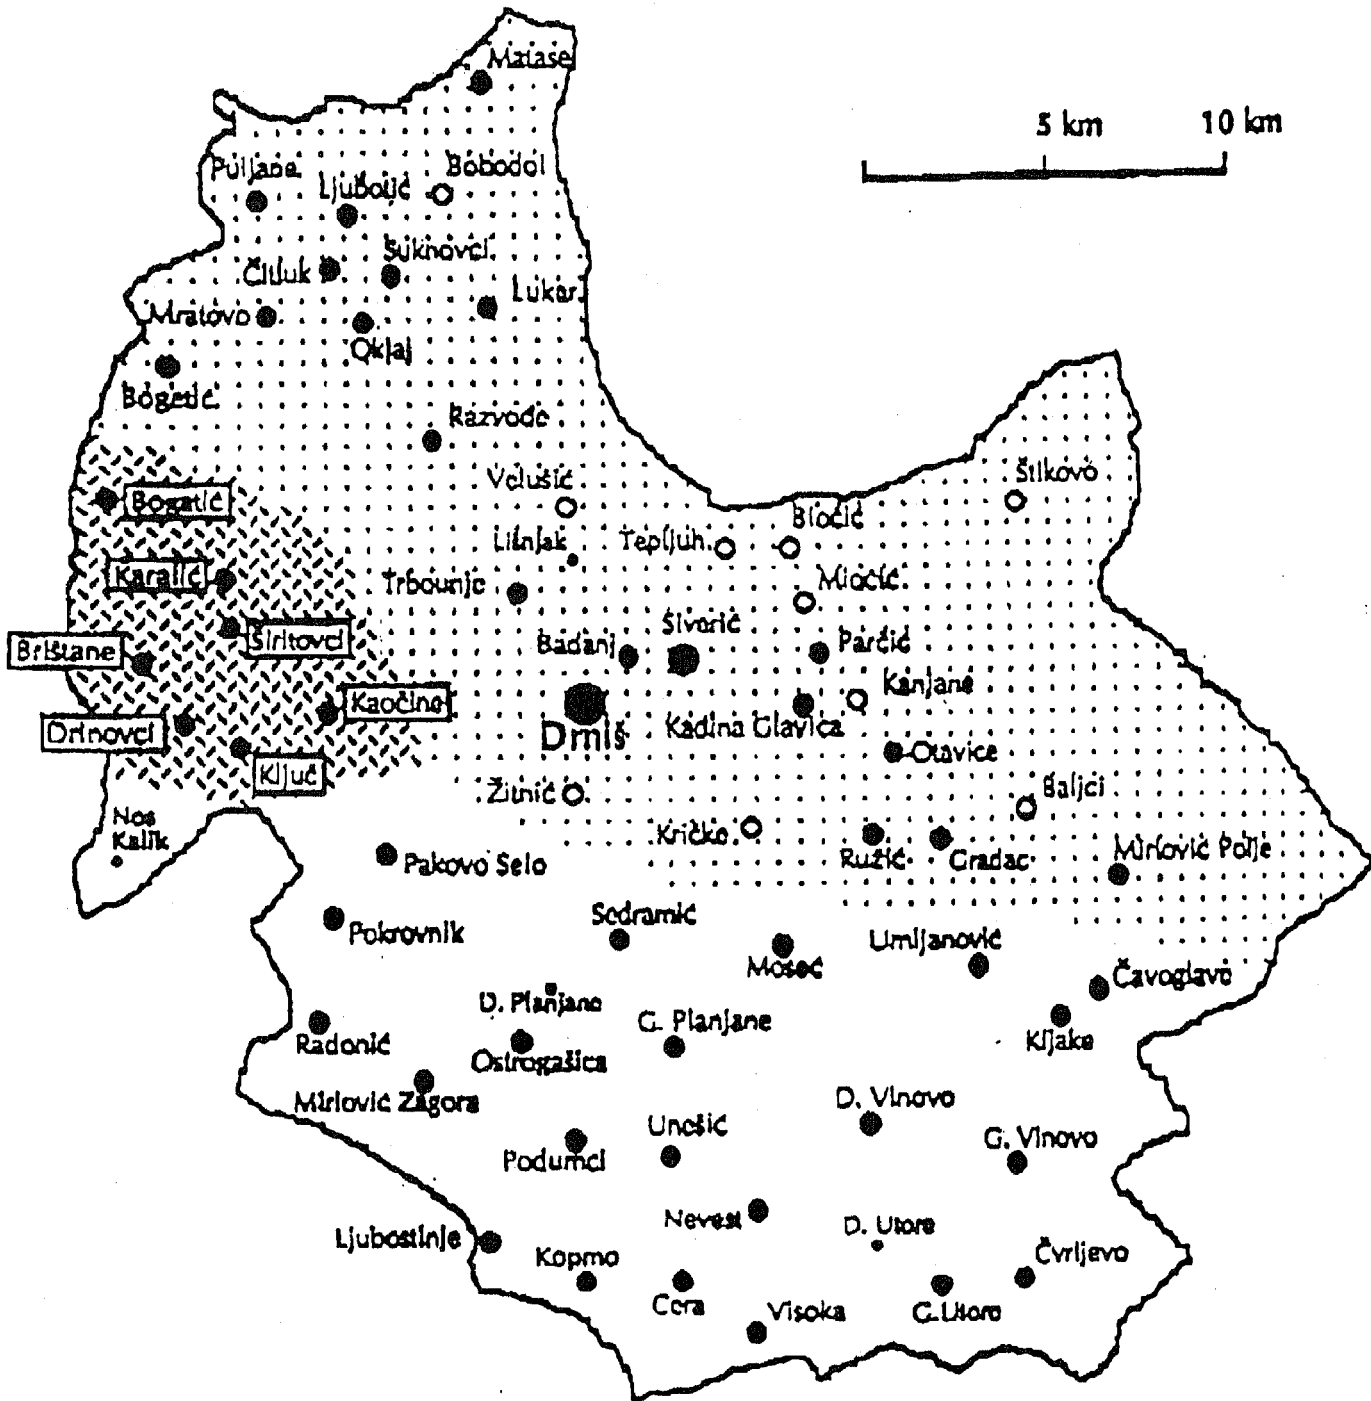 Matase
5 km
10 km
Puljane
Ljubotić
Bobodol
Čitluk
Suknovci
Mratovo
Lukar
Oklaj
Bogetić
Razvođe
Velušić
Štikovo
Bogatić
Lišnjak
Tepljuh
Biočić
Karalić
Trbounje
Miočić
Širitovci
Badanj
Siverić
Parčić
Brištane
Kaočine
Kanjane
Drinovci
Drniš
Kadina Glavica
Otavice
Ključ
Žitnić
Baljci
Nos
Kalik
Pakovo Selo
Kričke
Ružić
Gradac
Mirlović Polje
Pokrovnik
Sedramić
Moseć
Umljanović
Čavoglave
D. Planjane
G. Planjane
Radonić
Ostrogašica
Kljake
Mirlović Zagora
D. Vinovo
Podumci
Unešić
G. Vinovo
Nevest
D. Utore
Ljubostinje
Kopmo
Cera
Visoka
G. Utore
Čvrljevo